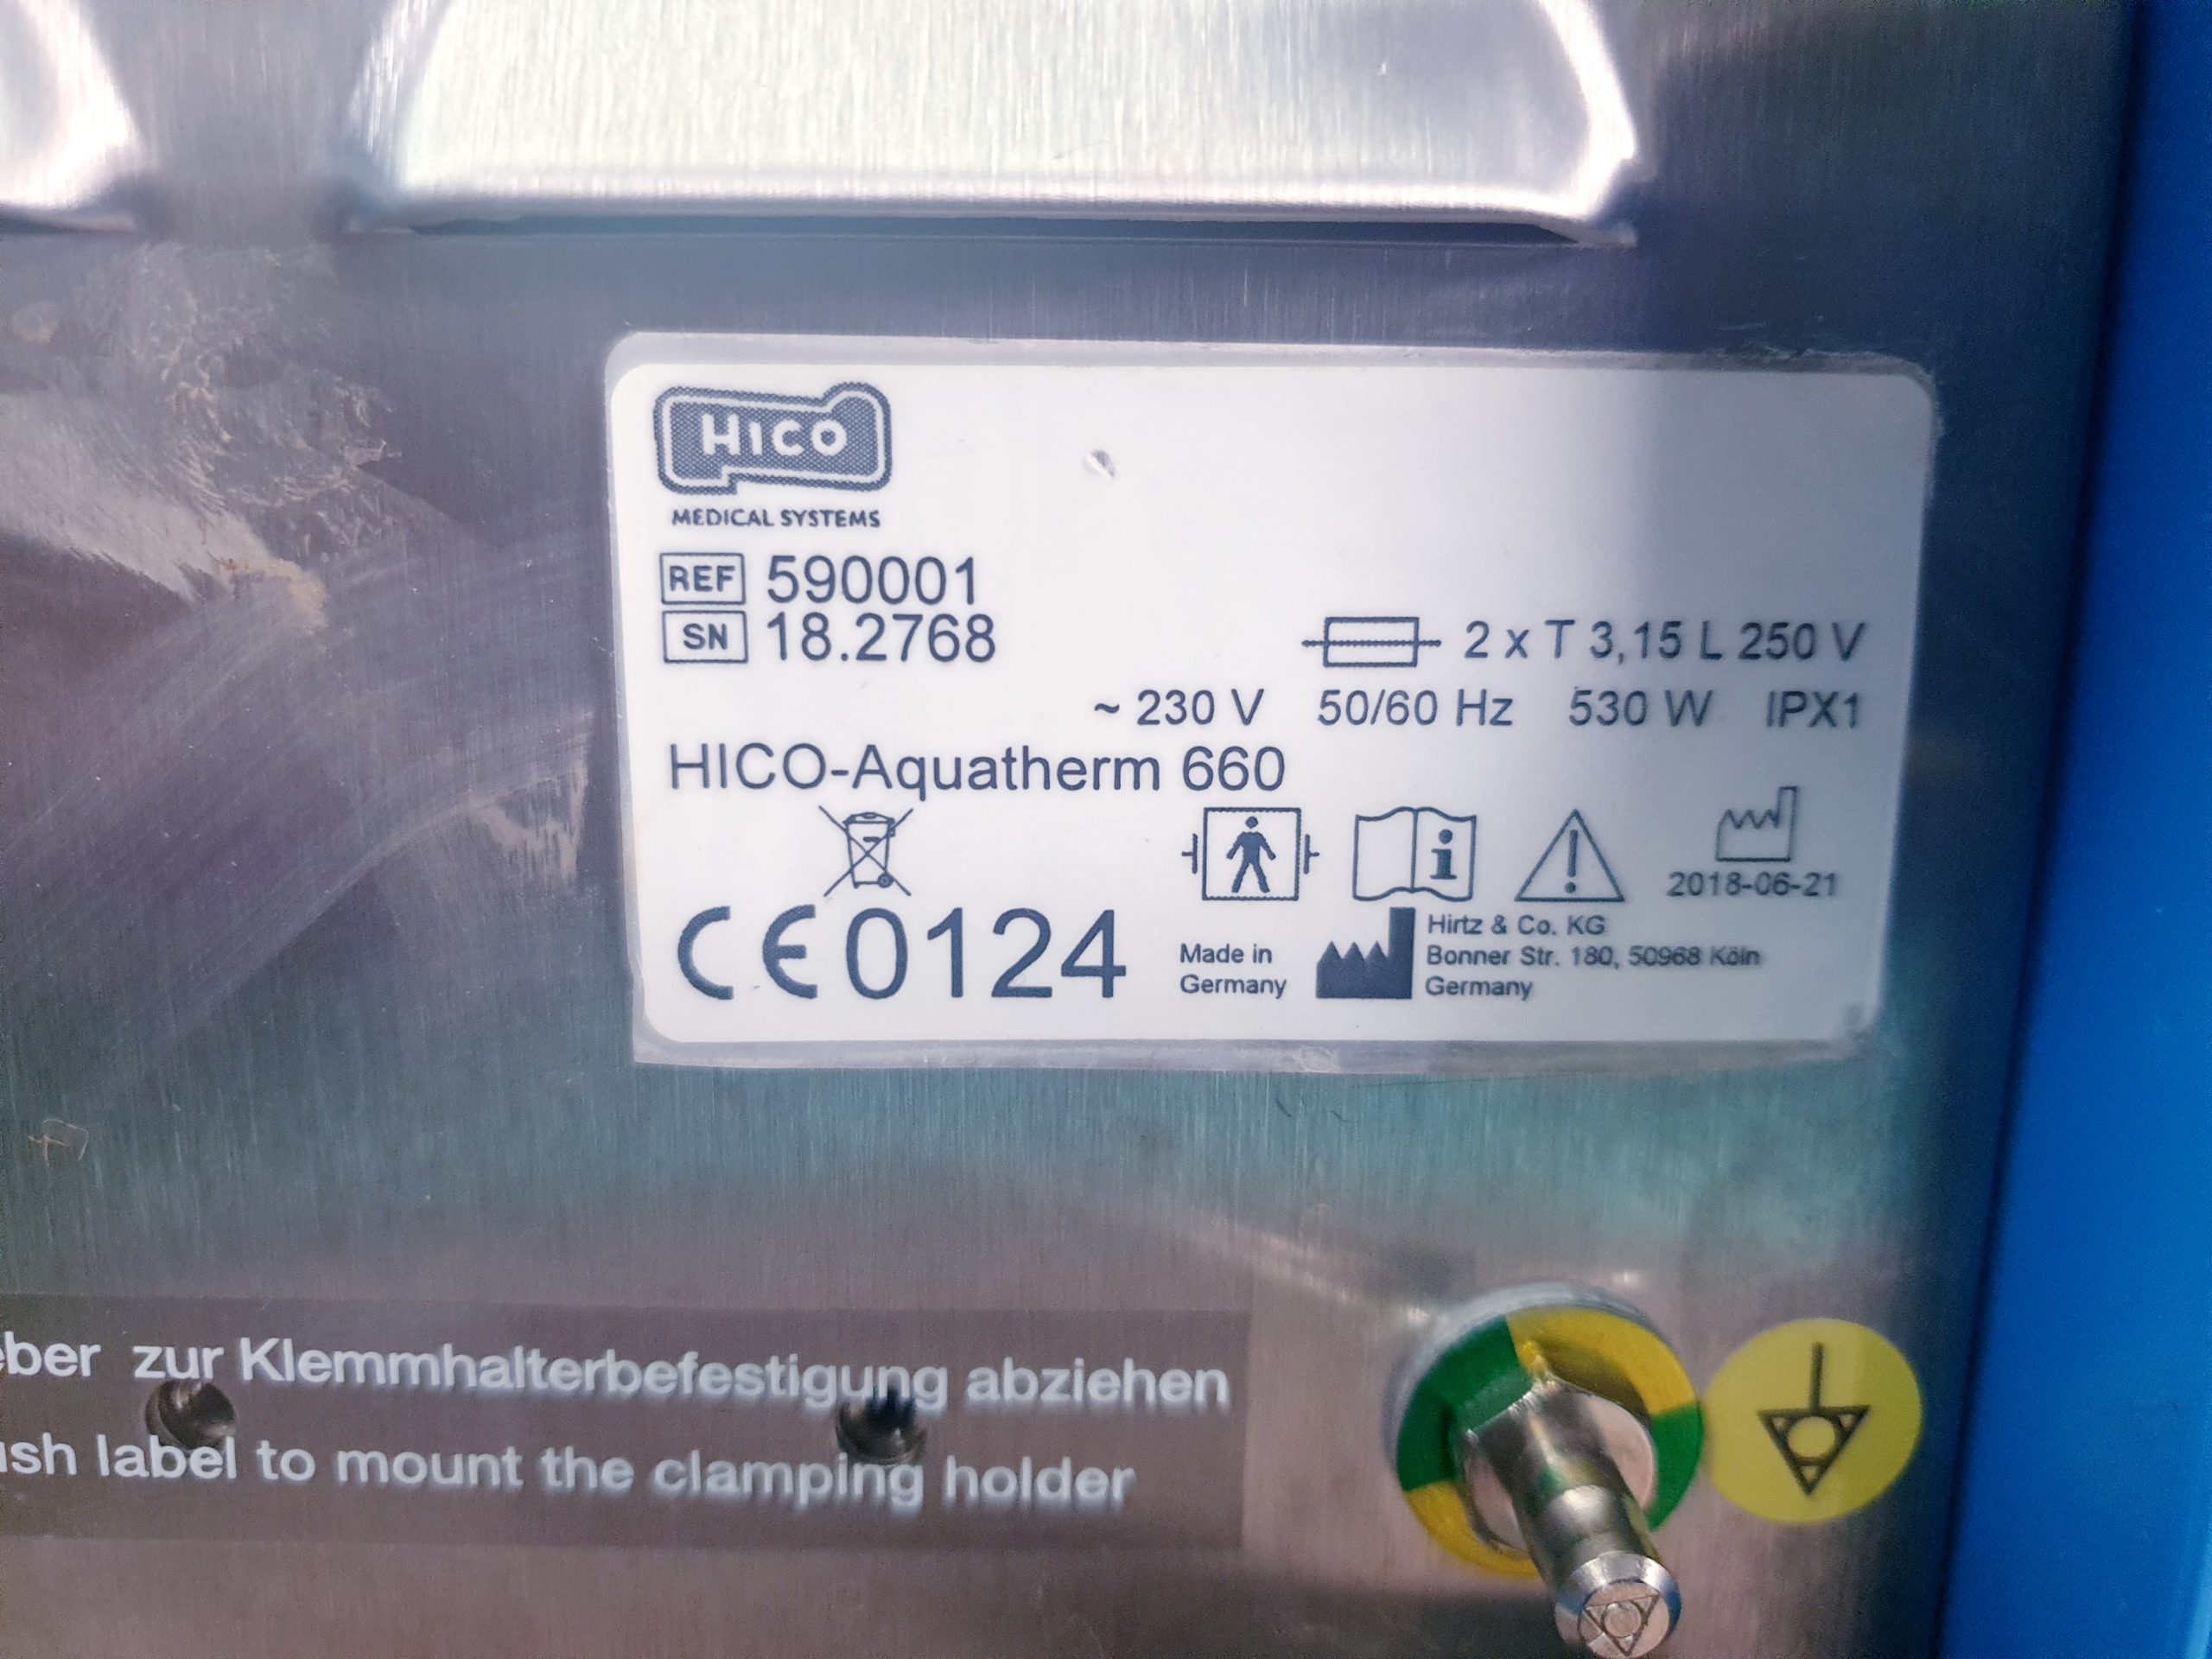 HICO
MEDICAL SYSTEMS
REF 590001
SN 18.2768
2 x T 3,15 L 250 V
~ 230 V 50/60 Hz 530 W IPX1
HICO-Aquatherm 660
2018-06-21
CE 0124
Made in
Germany
Hirtz & Co. KG
Bonner Str. 180, 50968 Köln
Germany
zur Klemmhalterbefestigung abziehen
label to mount the clamping holder